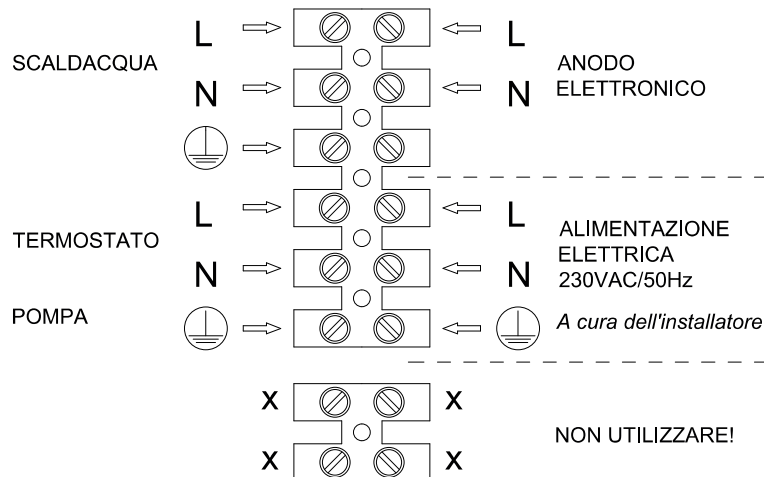 L L
SCALDACQUA ANODO
N N ELETTRONICO
L L
TERMOSTATO ALIMENTAZIONE
N N ELETTRICA
230VAC/50Hz
POMPA A cura dell'installatore
x x
NON UTILIZZARE!
x x